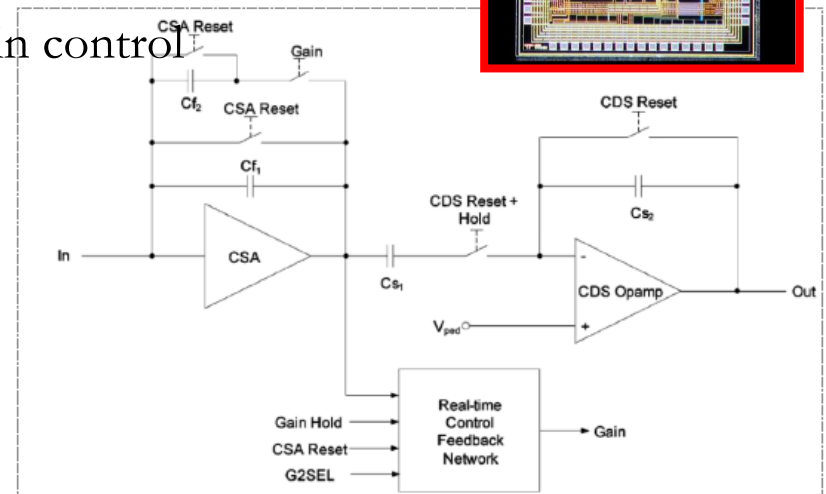 in control
CSA Reset
Gain
Cf2
CSA Reset
Cf1
CDS Reset
CDS Reset +
Hold
Cs2
In
CSA
Cs1
-
CDS Opamp
Out
Vped
+
Real-time
Control
Feedback
Network
Gain Hold
CSA Reset
G2SEL
Gain